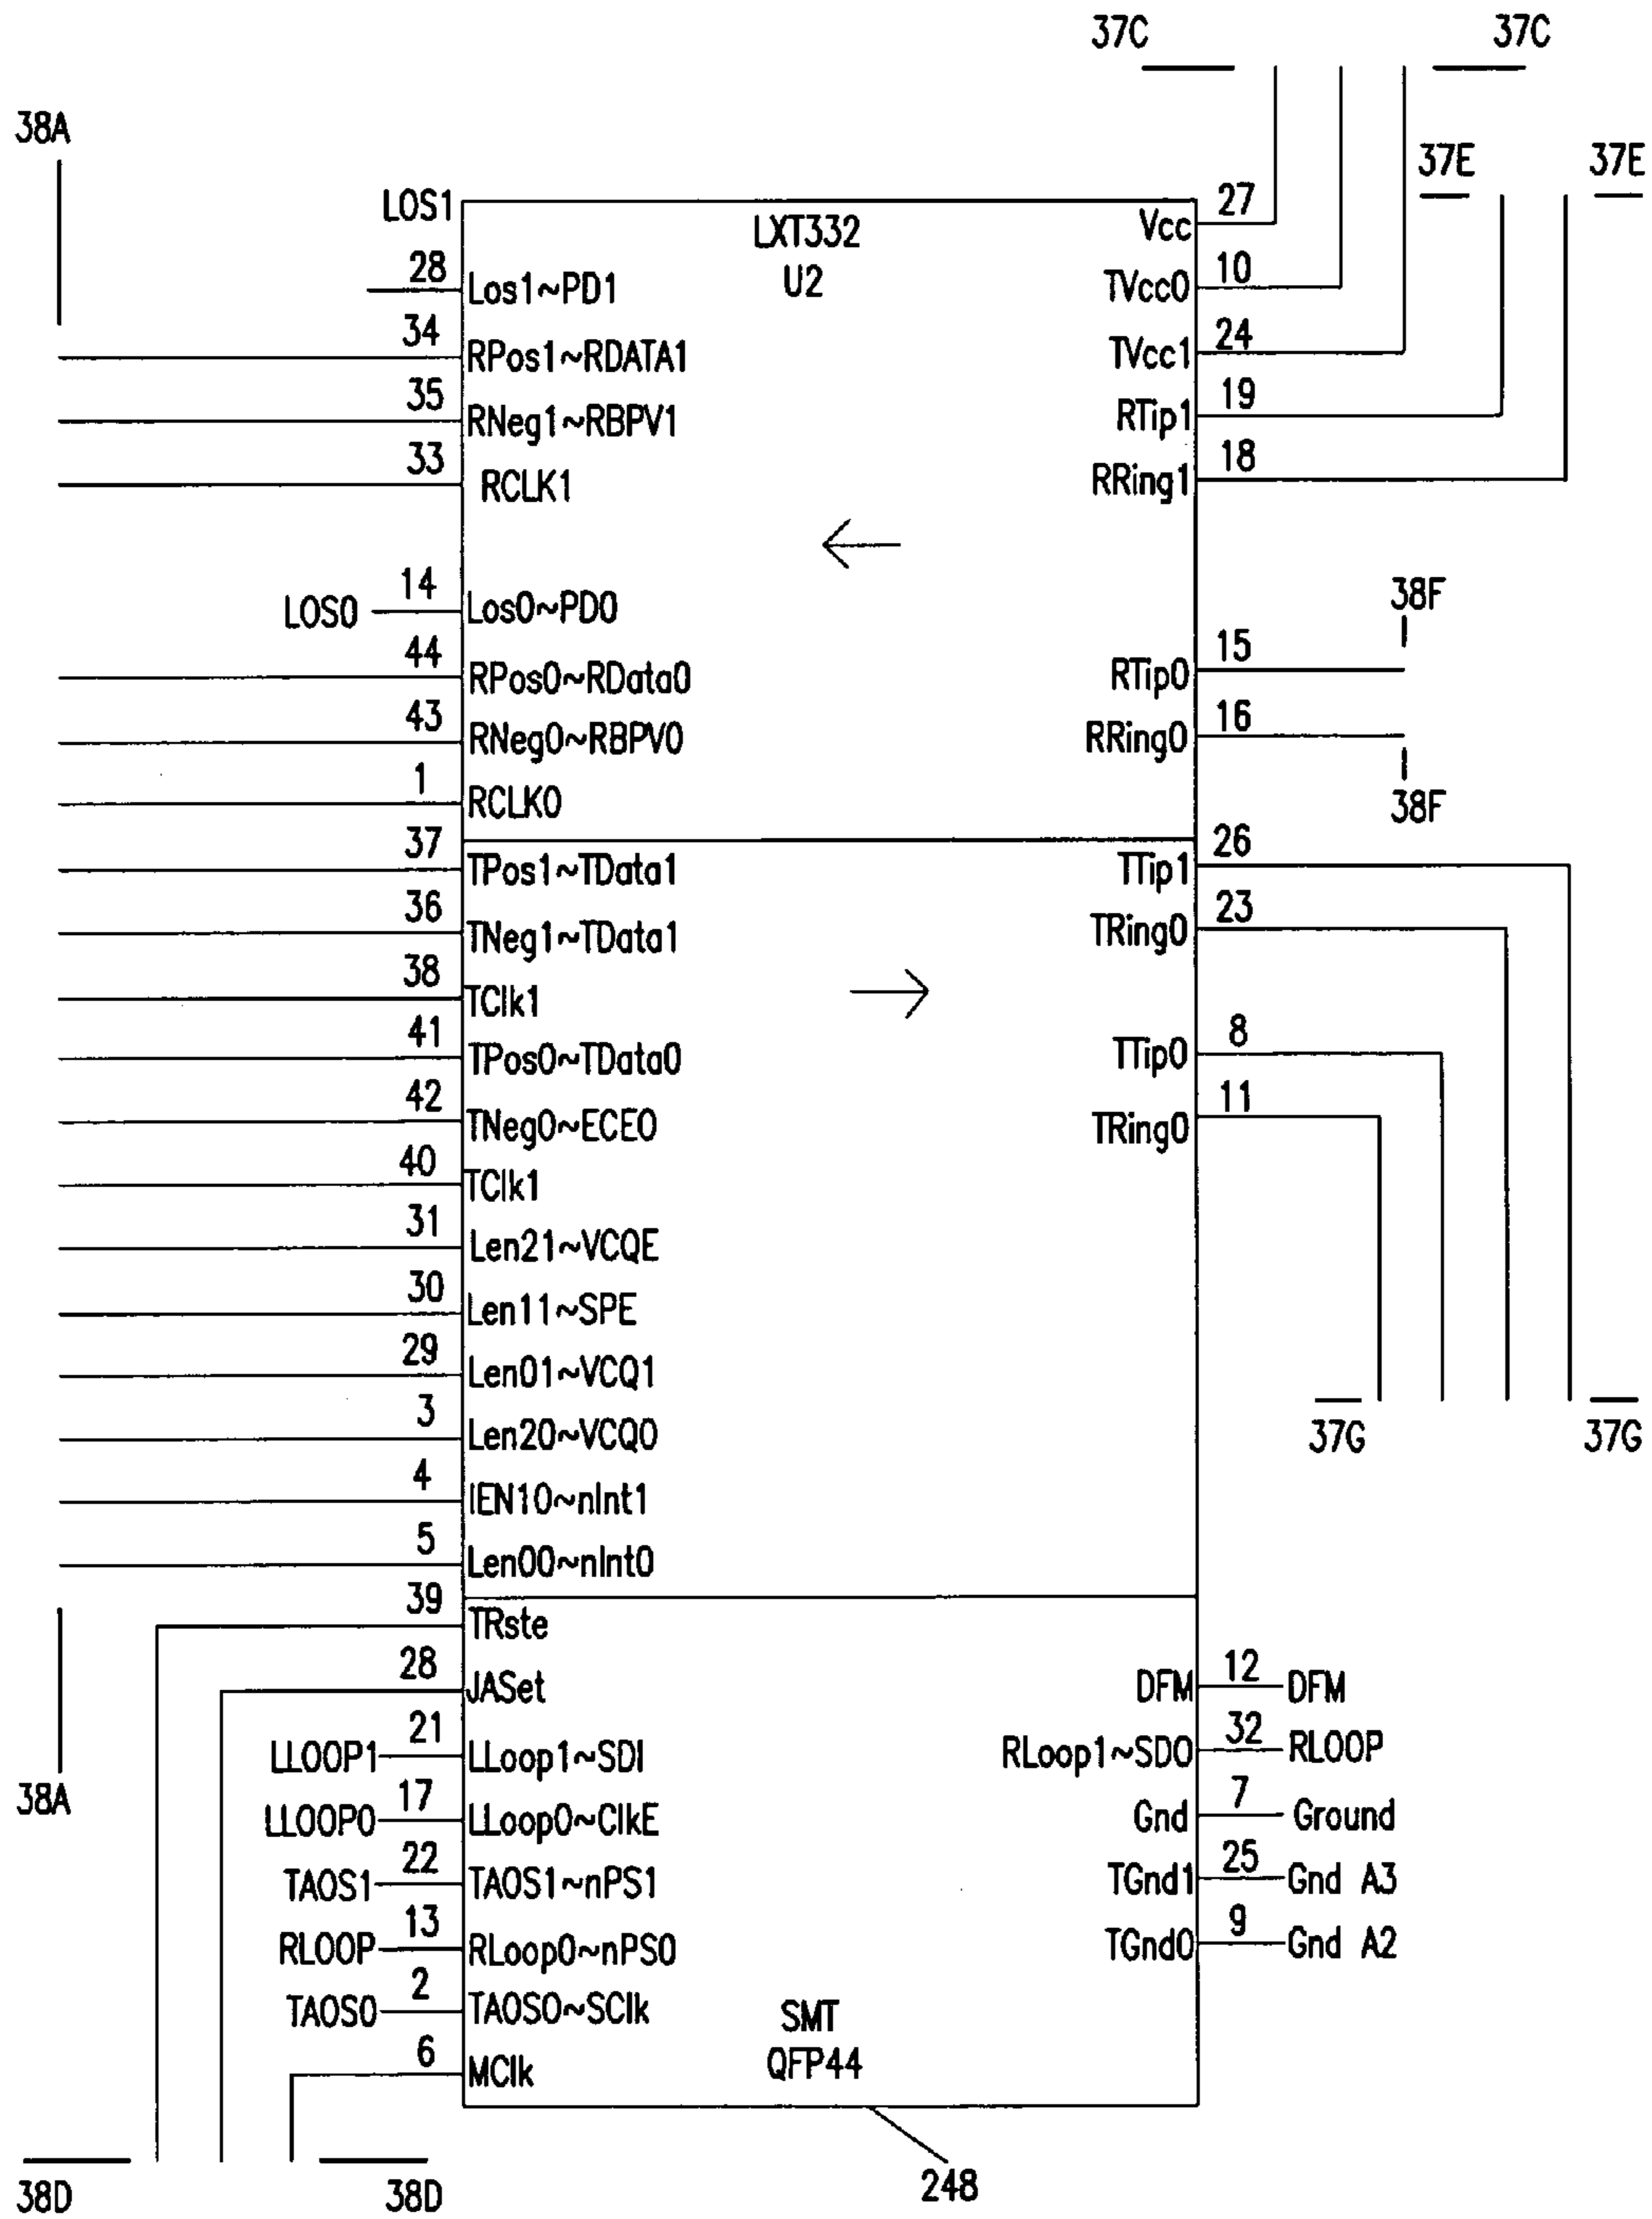 37C 37C
38A
37E 37E
LOS1
LXT332
U2
27
Vcc
28
Los1~PD1
10
TVcc0
34
RPos1~RDATA1
24
TVcc1
35
RNeg1~RBPV1
19
RTip1
33
RCLK1
18
RRing1
14
LOS0
Los0~PD0
38F
44
RPos0~RData0
15
RTip0
43
RNeg0~RBPV0
16
RRing0
1
RCLK0
38F
37
TPos1~TData1
26
TTip1
36
TNeg1~TData1
23
TRing0
38
TClk1
41
TPos0~TData0
8
TTip0
42
TNeg0~ECE0
11
TRing0
40
TClk1
31
Len21~VCQE
30
Len11~SPE
29
Len01~VCQ1
3
Len20~VCQ0
37G 37G
4
lEN10~nInt1
5
Len00~nInt0
39
TRste
28
JASet
12
DFM DFM
21
LLOOP1 LLoop1~SDI
32
RLoop1~SDO RLOOP
38A
17
LLOOP0 LLoop0~ClkE
7
Gnd Ground
22
TAOS1 TAOS1~nPS1
25
TGnd1 Gnd A3
13
RLOOP RLoop0~nPS0
9
TGnd0 Gnd A2
2
TAOS0 TAOS0~SClk
SMT
QFP44
6
MClk
38D 38D
248